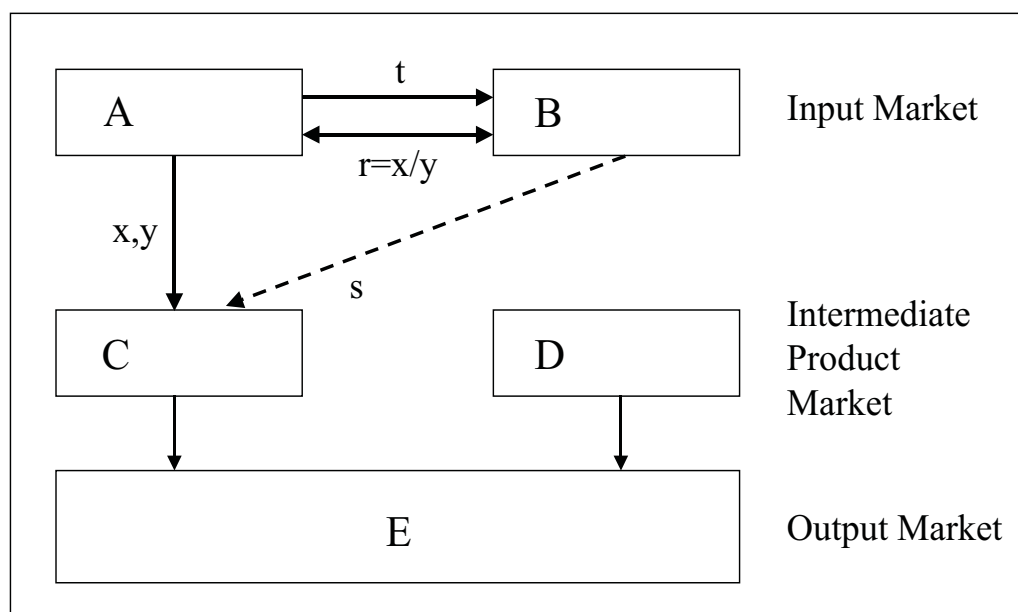 t
A
B
Input Market
r=x/y
x,y
s
Intermediate
Product
Market
C
D
E
Output Market